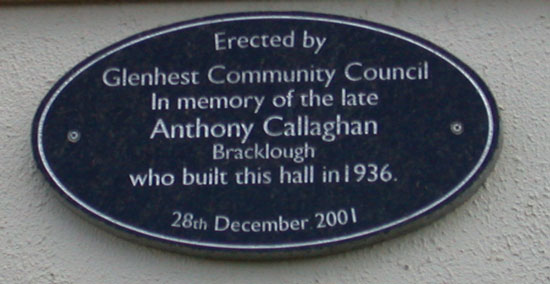 Erected by
Glenhest Community Council
In memory of the late
Anthony Callaghan
Bracklough
who built this hall in 1936.
28th December 2001